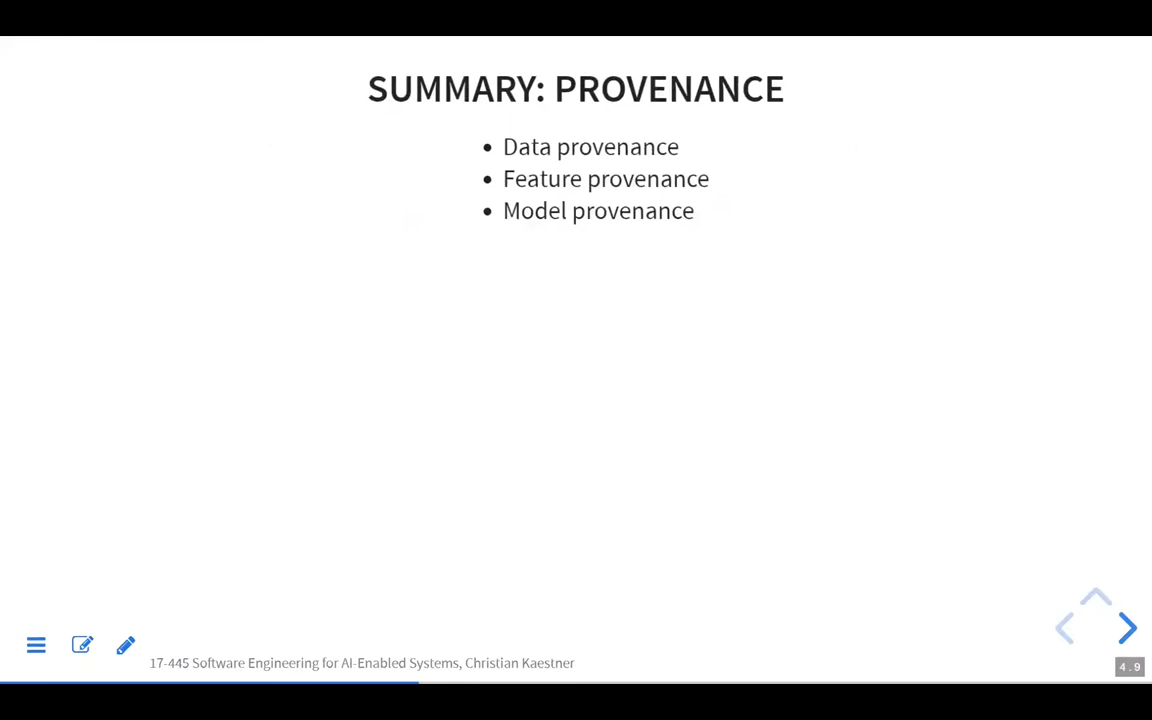 SUMMARY: PROVENANCE
• Data provenance
• Feature provenance
• Model provenance
17-445 Software Engineering for AI-Enabled Systems, Christian Kaestner
4.9